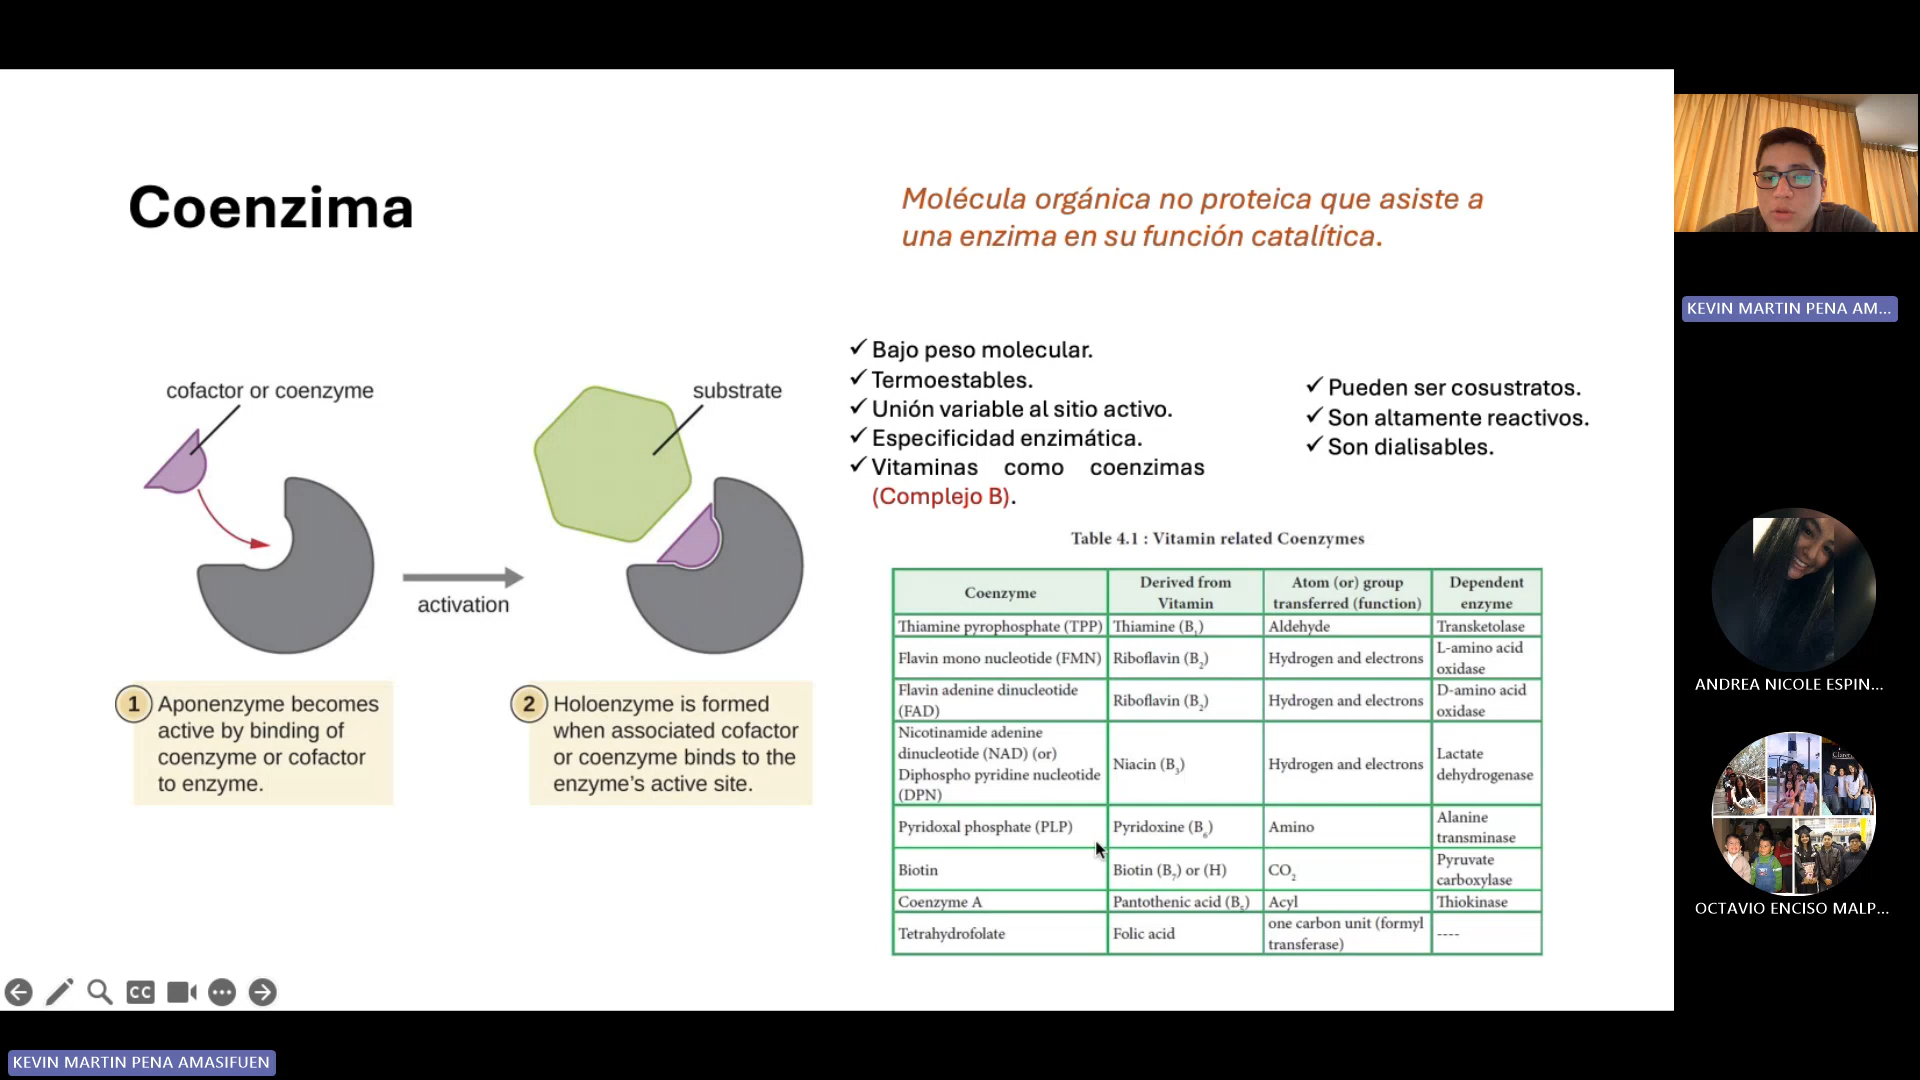 Coenzima
Molécula orgánica no proteica que asiste a
una enzima en su función catalítica.
cofactor or coenzyme
substrate
activation
1 Aponenzyme becomes
active by binding of
coenzyme or cofactor
to enzyme.
2 Holoenzyme is formed
when associated cofactor
or coenzyme binds to the
enzyme's active site.
✓ Bajo peso molecular.
✓ Termoestables.
✓ Unión variable al sitio activo.
✓ Especificidad enzimática.
✓ Vitaminas como coenzimas
(Complejo B).
✓ Pueden ser cosustratos.
✓ Son altamente reactivos.
✓ Son dialisables.
Table 4.1 : Vitamin related Coenzymes
Coenzyme | Derived from Vitamin | Atom (or) group transferred (function) | Dependent enzyme
Thiamine pyrophosphate (TPP) | Thiamine (B₁) | Aldehyde | Transketolase
Flavin mono nucleotide (FMN) | Riboflavin (B₂) | Hydrogen and electrons | L-amino acid oxidase
Flavin adenine dinucleotide (FAD) | Riboflavin (B₂) | Hydrogen and electrons | D-amino acid oxidase
Nicotinamide adenine dinucleotide (NAD) (or) Diphospho pyridine nucleotide (DPN) | Niacin (B₃) | Hydrogen and electrons | Lactate dehydrogenase
Pyridoxal phosphate (PLP) | Pyridoxine (B₆) | Amino | Alanine transminase
Biotin | Biotin (B₇) or (H) | CO₂ | Pyruvate carboxylase
Coenzyme A | Pantothenic acid (B₅) | Acyl | Thiokinase
Tetrahydrofolate | Folic acid | one carbon unit (formyl transferase) | ----
CC
KEVIN MARTIN PENA AMASIFUEN
KEVIN MARTIN PENA AM...
ANDREA NICOLE ESPIN...
OCTAVIO ENCISO MALP...